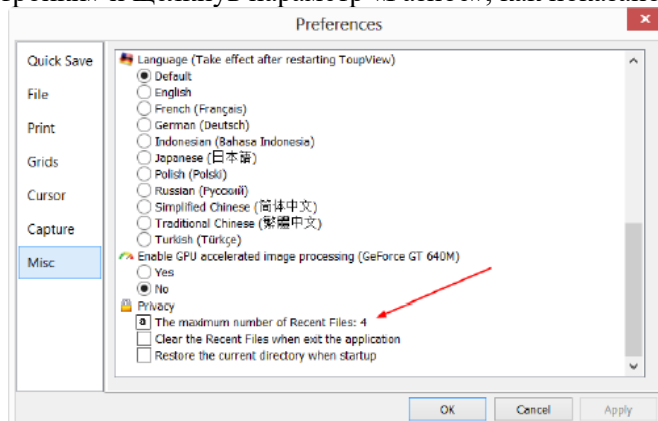 Preferences
Quick Save
File
Print
Grids
Cursor
Capture
Misc
Language (Take effect after restarting ToupView)
Default
English
French (Français)
German (Deutsch)
Indonesian (Bahasa Indonesia)
Japanese (日本語)
Polish (Polski)
Russian (Русский)
Simplified Chinese (简体中文)
Traditional Chinese (繁體中文)
Turkish (Türkçe)
Enable GPU accelerated image processing (GeForce GT 640M)
Yes
No
Privacy
a The maximum number of Recent Files: 4
Clear the Recent Files when exit the application
Restore the current directory when startup
OK Cancel Apply